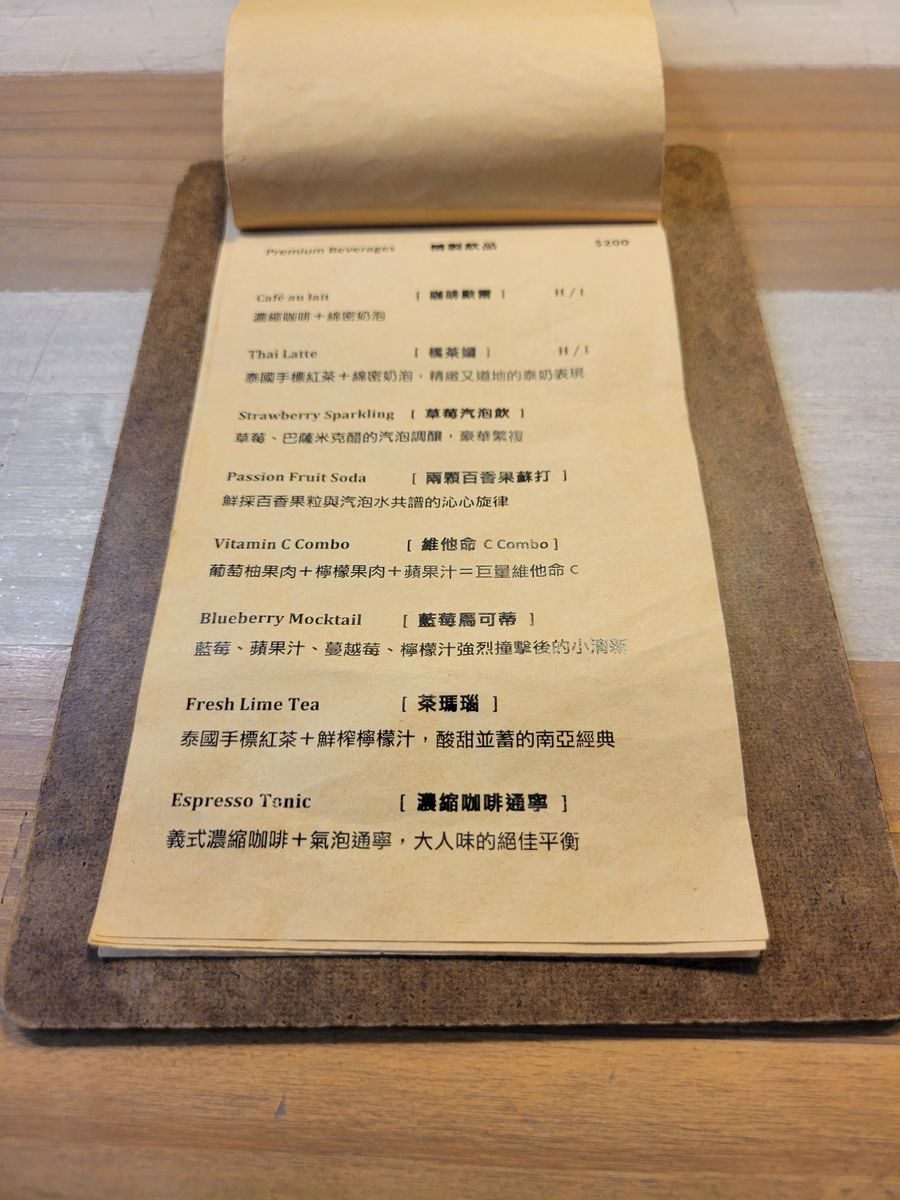 Premium Beverages 精製飲品 $200
Café au lait [ 咖啡歐蕾 ] H / I
濃縮咖啡＋綿密奶泡
Thai Latte [ 楓茶孃 ] H / I
泰國手標紅茶＋綿密奶泡，精緻又道地的泰奶表現
Strawberry Sparkling [ 草莓汽泡飲 ]
草莓、巴薩米克醋的汽泡調釀，豪華繁複
Passion Fruit Soda [ 兩顆百香果蘇打 ]
鮮採百香果粒與汽泡水共譜的沁心旋律
Vitamin C Combo [ 維他命 C Combo ]
葡萄柚果肉＋檸檬果肉＋蘋果汁＝巨量維他命 C
Blueberry Mocktail [ 藍莓馬可蒂 ]
藍莓、蘋果汁、蔓越莓、檸檬汁強烈撞擊後的小清新
Fresh Lime Tea [ 茶瑪瑙 ]
泰國手標紅茶＋鮮榨檸檬汁，酸甜並蓄的南亞經典
Espresso Tonic [ 濃縮咖啡通寧 ]
義式濃縮咖啡＋氣泡通寧，大人味的絕佳平衡